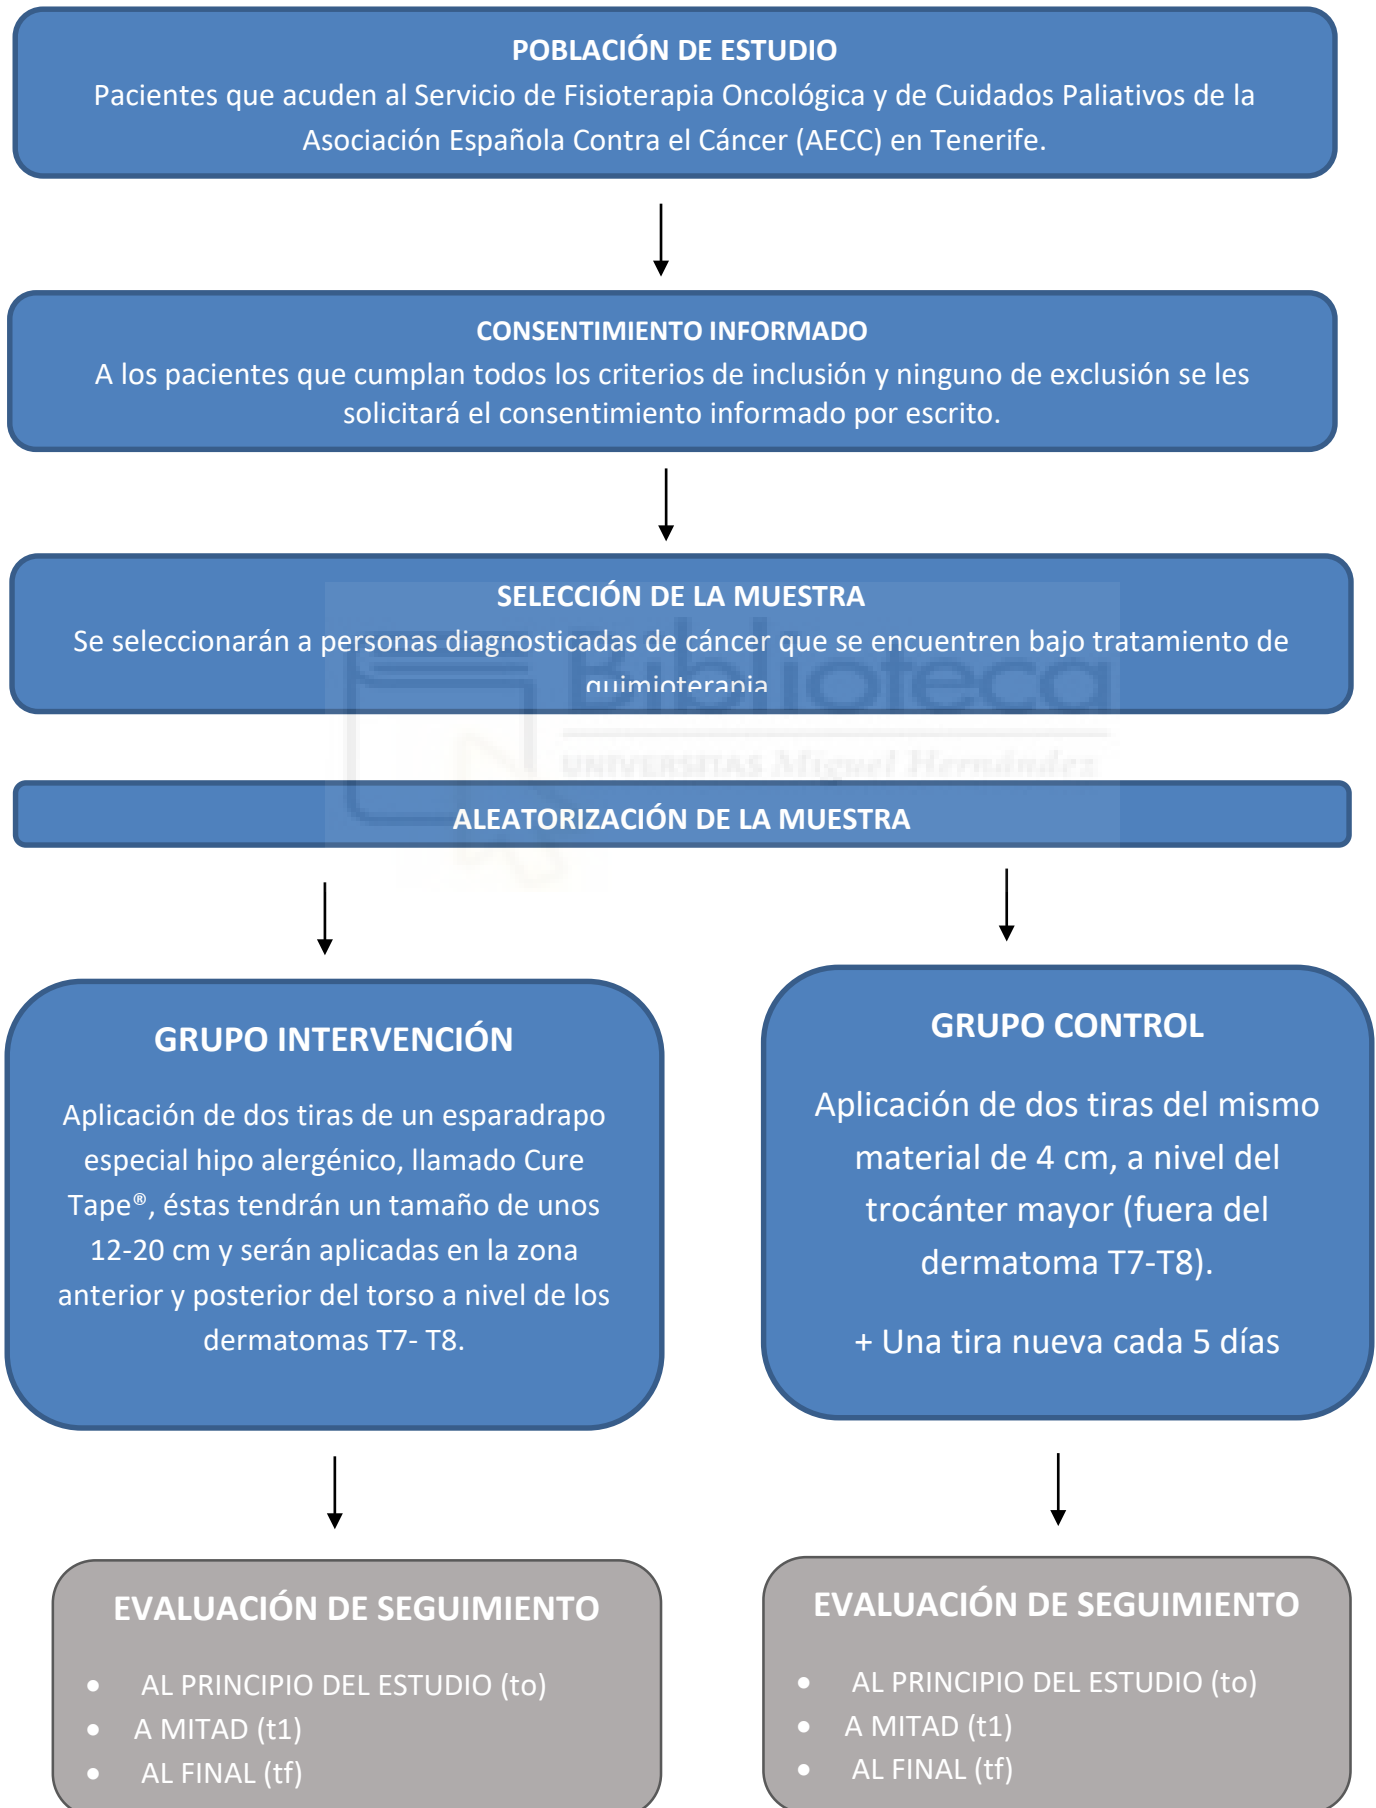 POBLACIÓN DE ESTUDIO
Pacientes que acuden al Servicio de Fisioterapia Oncológica y de Cuidados Paliativos de la
Asociación Española Contra el Cáncer (AECC) en Tenerife.
CONSENTIMIENTO INFORMADO
A los pacientes que cumplan todos los criterios de inclusión y ninguno de exclusión se les
solicitará el consentimiento informado por escrito.
SELECCIÓN DE LA MUESTRA
Se seleccionarán a personas diagnosticadas de cáncer que se encuentren bajo tratamiento de
quimioterapia
Biblioteca
UNIVERSITAS Miguel Hernández
ALEATORIZACIÓN DE LA MUESTRA
GRUPO INTERVENCIÓN
Aplicación de dos tiras de un esparadrapo
especial hipo alergénico, llamado Cure
Tape®, éstas tendrán un tamaño de unos
12-20 cm y serán aplicadas en la zona
anterior y posterior del torso a nivel de los
dermatomas T7- T8.
GRUPO CONTROL
Aplicación de dos tiras del mismo
material de 4 cm, a nivel del
trocánter mayor (fuera del
dermatoma T7-T8).
+ Una tira nueva cada 5 días
EVALUACIÓN DE SEGUIMIENTO
• AL PRINCIPIO DEL ESTUDIO (to)
• A MITAD (t1)
• AL FINAL (tf)
EVALUACIÓN DE SEGUIMIENTO
• AL PRINCIPIO DEL ESTUDIO (to)
• A MITAD (t1)
• AL FINAL (tf)